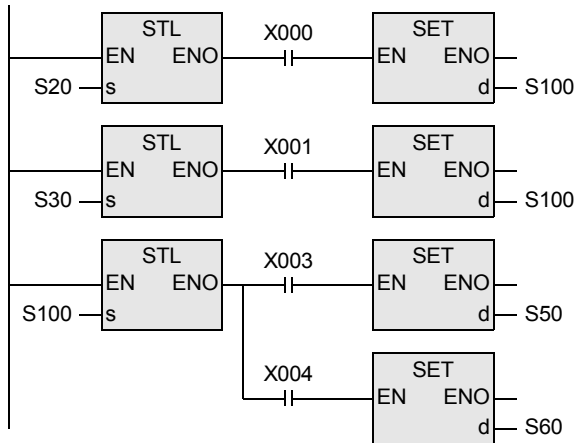 STL X000 SET
EN ENO EN ENO
S20 s d S100
STL X001 SET
EN ENO EN ENO
S30 s d S100
STL X003 SET
EN ENO EN ENO
S100 s d S50
X004 SET
EN ENO
d S60